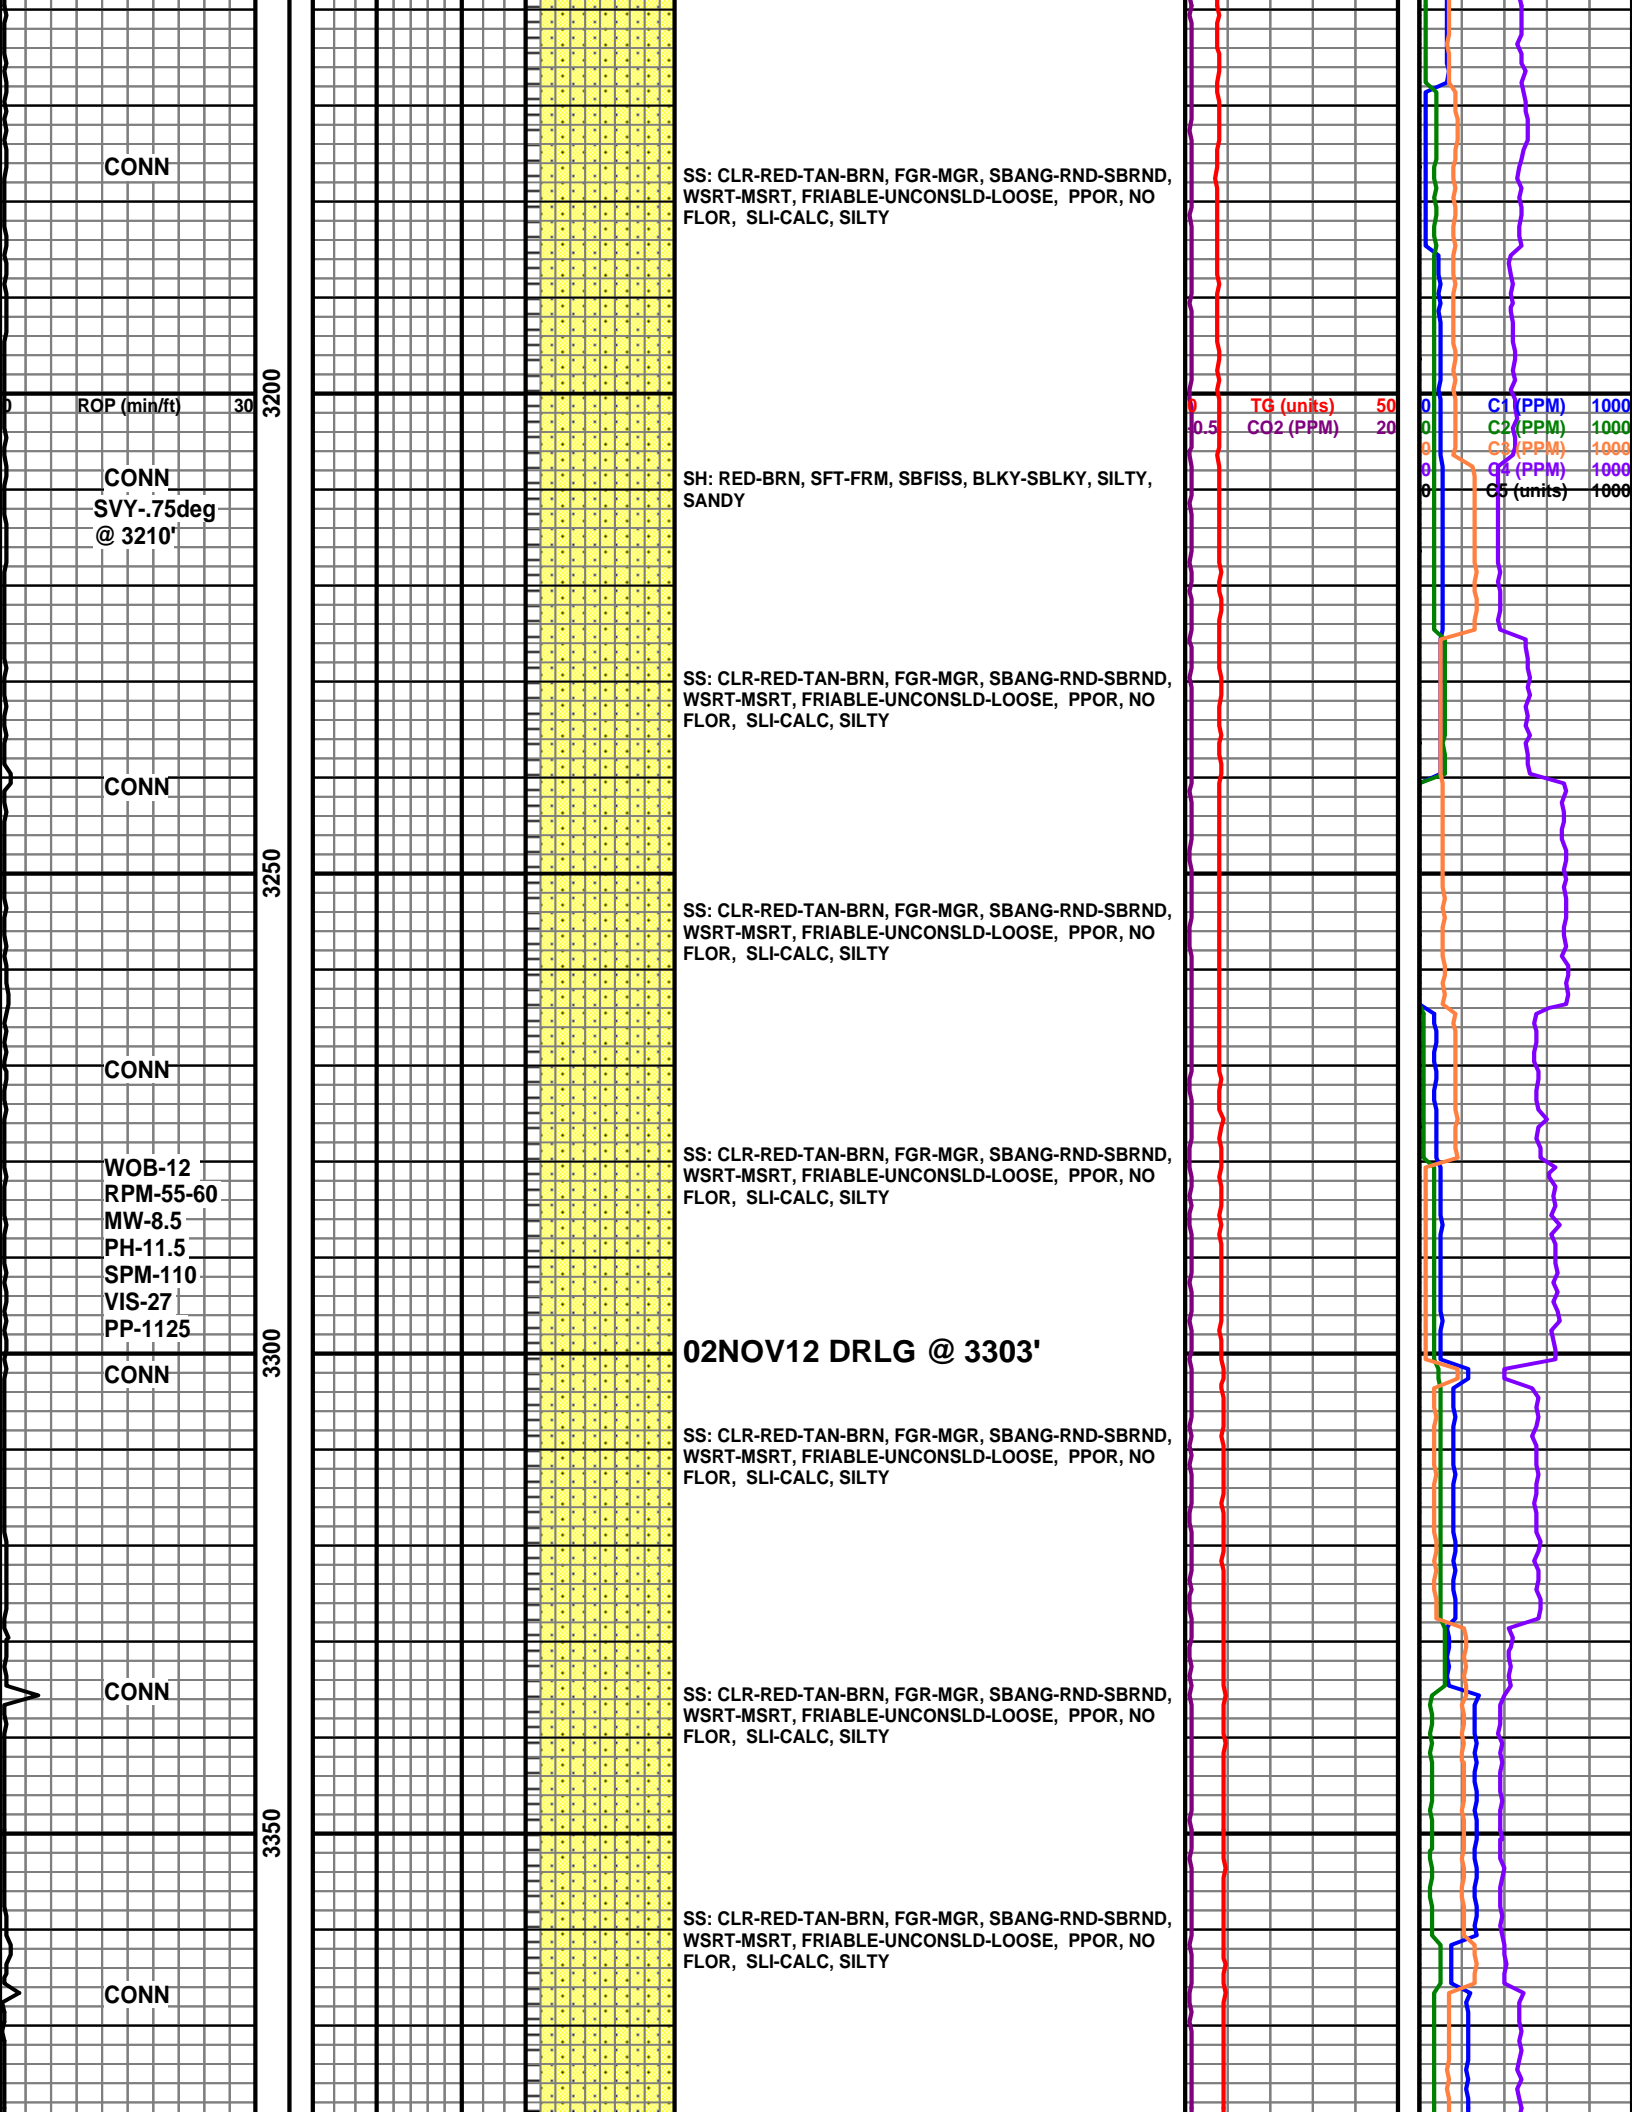 CONN
SS: CLR-RED-TAN-BRN, FGR-MGR, SBANG-RND-SBRND,
WSRT-MSRT, FRIABLE-UNCONSLD-LOOSE, PPOR, NO
FLOR, SLI-CALC, SILTY
3200
0 ROP (min/ft) 30
0 TG (units) 50
-0.5 CO2 (PPM) 20
0 C1 (PPM) 1000
0 C2 (PPM) 1000
0 C3 (PPM) 1000
0 C4 (PPM) 1000
0 C5 (units) 1000
CONN
SVY-.75deg
@ 3210'
SH: RED-BRN, SFT-FRM, SBFISS, BLKY-SBLKY, SILTY,
SANDY
SS: CLR-RED-TAN-BRN, FGR-MGR, SBANG-RND-SBRND,
WSRT-MSRT, FRIABLE-UNCONSLD-LOOSE, PPOR, NO
FLOR, SLI-CALC, SILTY
CONN
3250
SS: CLR-RED-TAN-BRN, FGR-MGR, SBANG-RND-SBRND,
WSRT-MSRT, FRIABLE-UNCONSLD-LOOSE, PPOR, NO
FLOR, SLI-CALC, SILTY
CONN
SS: CLR-RED-TAN-BRN, FGR-MGR, SBANG-RND-SBRND,
WSRT-MSRT, FRIABLE-UNCONSLD-LOOSE, PPOR, NO
FLOR, SLI-CALC, SILTY
WOB-12
RPM-55-60
MW-8.5
PH-11.5
SPM-110
VIS-27
PP-1125
3300
02NOV12 DRLG @ 3303'
CONN
SS: CLR-RED-TAN-BRN, FGR-MGR, SBANG-RND-SBRND,
WSRT-MSRT, FRIABLE-UNCONSLD-LOOSE, PPOR, NO
FLOR, SLI-CALC, SILTY
CONN
SS: CLR-RED-TAN-BRN, FGR-MGR, SBANG-RND-SBRND,
WSRT-MSRT, FRIABLE-UNCONSLD-LOOSE, PPOR, NO
FLOR, SLI-CALC, SILTY
3350
SS: CLR-RED-TAN-BRN, FGR-MGR, SBANG-RND-SBRND,
WSRT-MSRT, FRIABLE-UNCONSLD-LOOSE, PPOR, NO
FLOR, SLI-CALC, SILTY
CONN